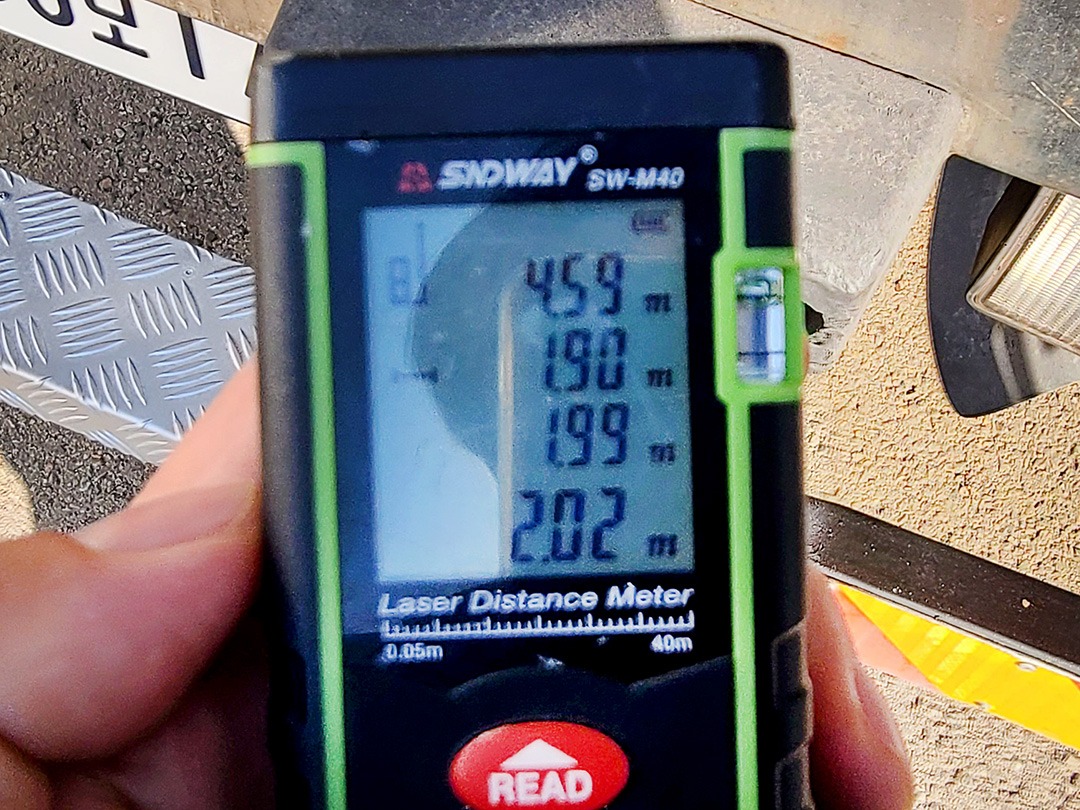 SNDWAY®
SW-M40
4.59 m
1.90 m
1.99 m
2.02 m
Laser Distance Meter
0.05m 40m
READ